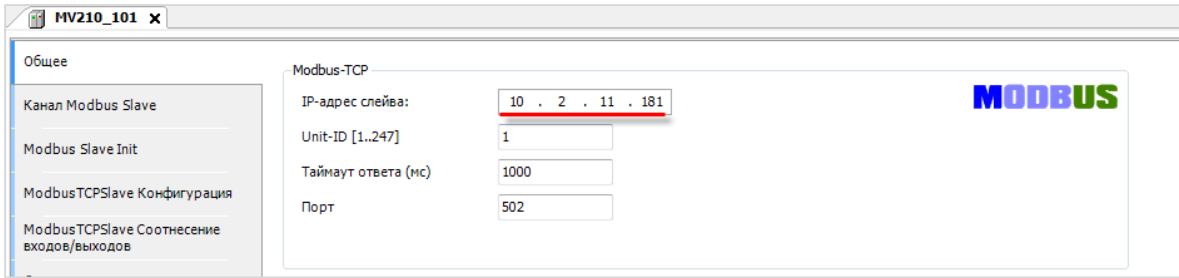 MV210_101 X
Общее
Канал Modbus Slave
Modbus Slave Init
ModbusTCPSlave Конфигурация
ModbusTCPSlave Соотнесение
входов/выходов
Modbus-TCP
IP-адрес слейва: 10 . 2 . 11 . 181
Unit-ID [1..247] 1
Таймаут ответа (мс) 1000
Порт 502
MODBUS